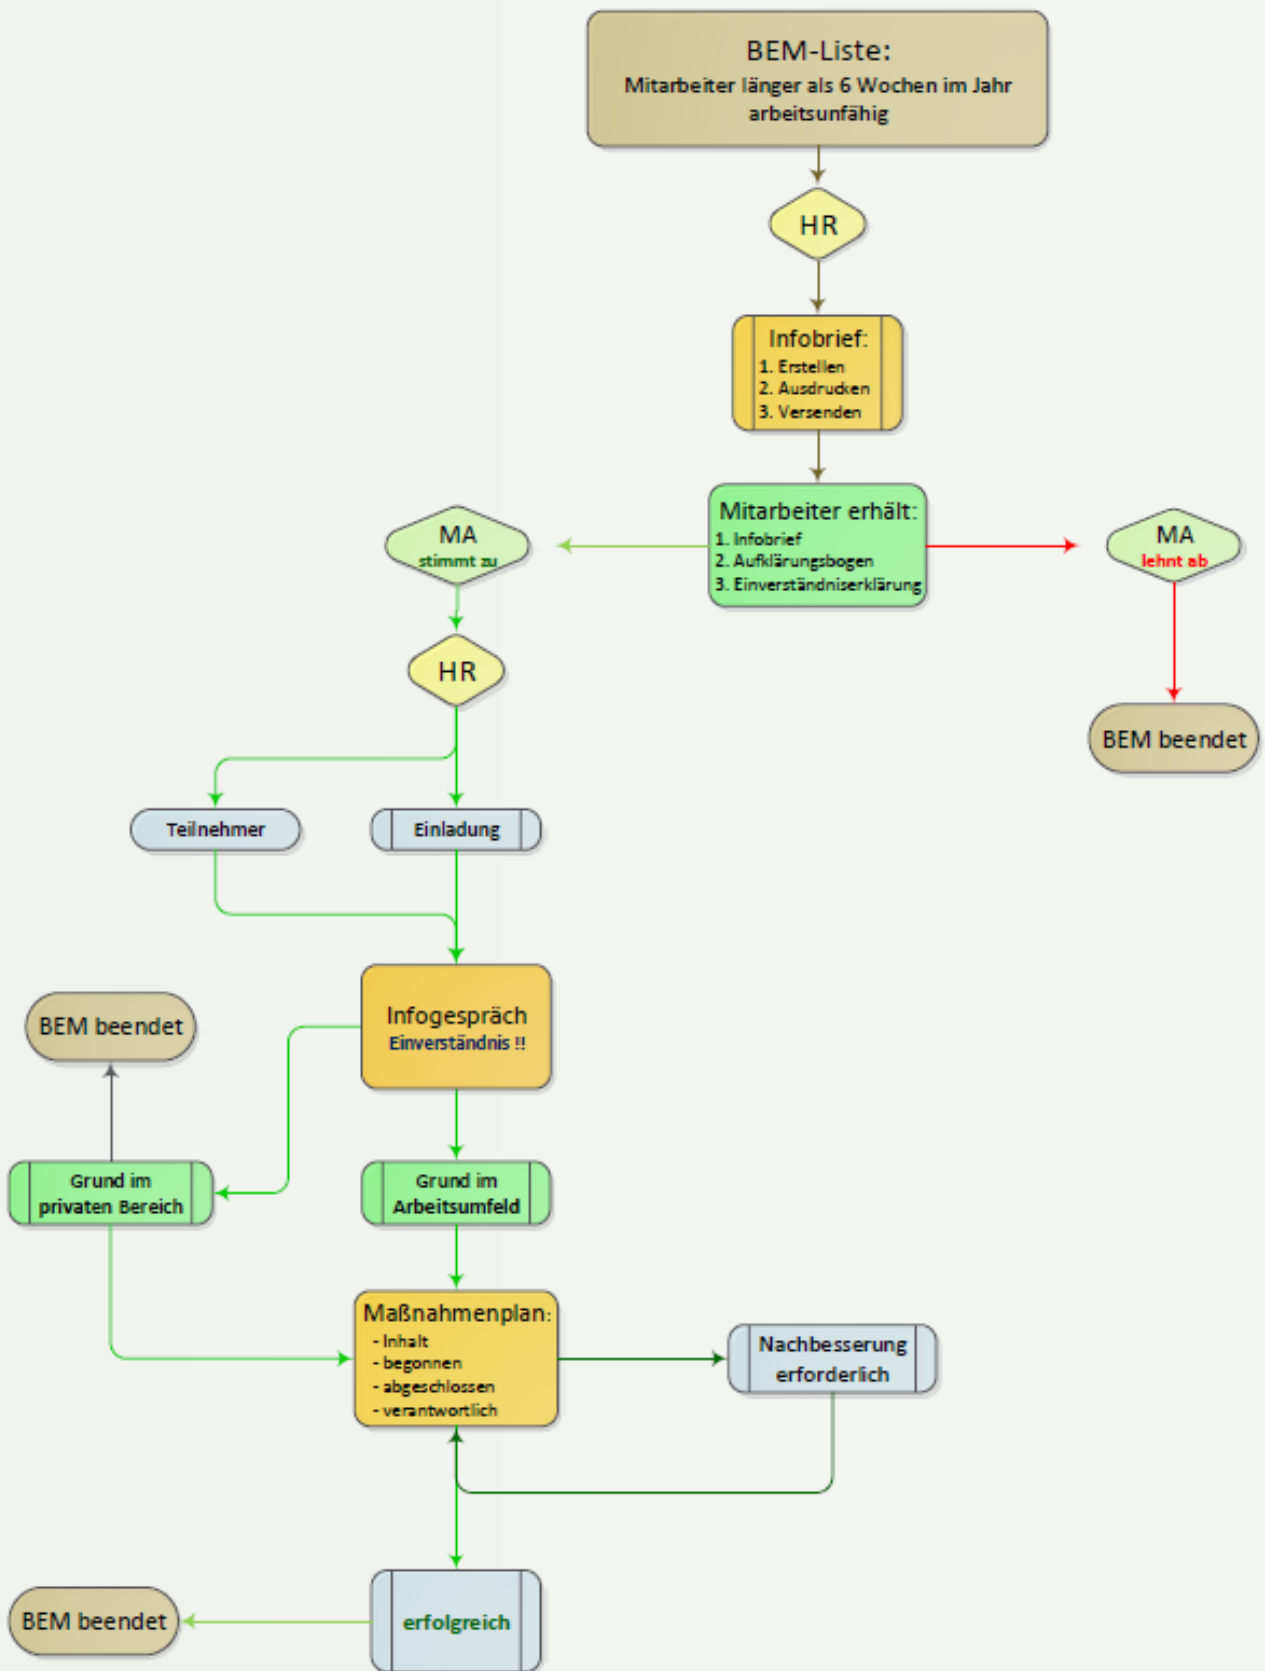 BEM-Liste:
Mitarbeiter länger als 6 Wochen im Jahr
arbeitsunfähig
HR
Infobrief:
1. Erstellen
2. Ausdrucken
3. Versenden
Mitarbeiter erhält:
1. Infobrief
2. Aufklärungsbogen
3. Einverständniserklärung
MA
stimmt zu
MA
lehnt ab
HR
BEM beendet
Teilnehmer
Einladung
Infogespräch
Einverständnis !!
BEM beendet
Grund im
privaten Bereich
Grund im
Arbeitsumfeld
Maßnahmenplan:
- Inhalt
- begonnen
- abgeschlossen
- verantwortlich
Nachbesserung
erforderlich
erfolgreich
BEM beendet